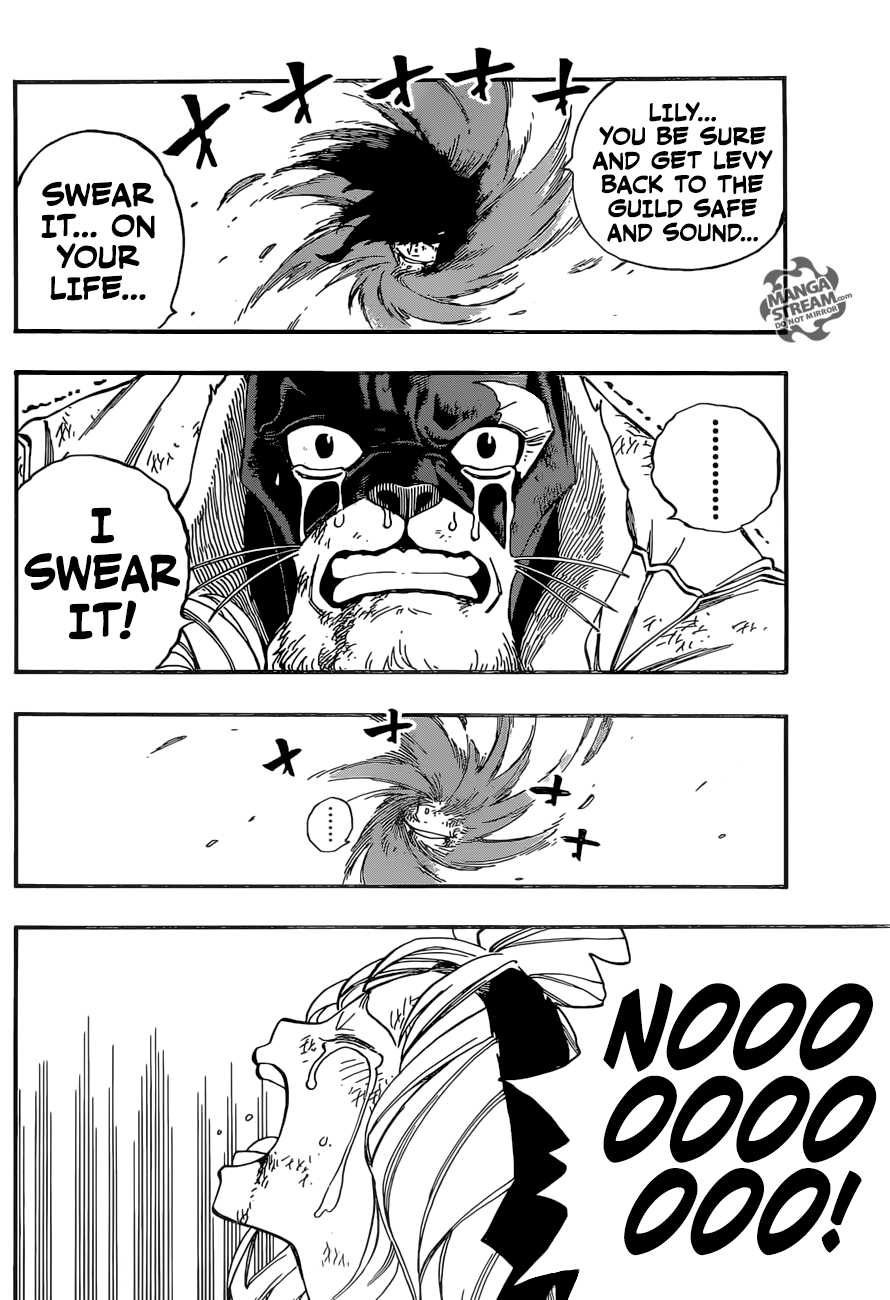 LILY...
YOU BE SURE
AND GET LEVY
BACK TO THE
GUILD SAFE
AND SOUND...
SWEAR
IT... ON
YOUR
LIFE...
MANGA
STREAM.com
DO NOT MIRROR
..........
I
SWEAR
IT!
.....
NOOO
OOOO
OOO!